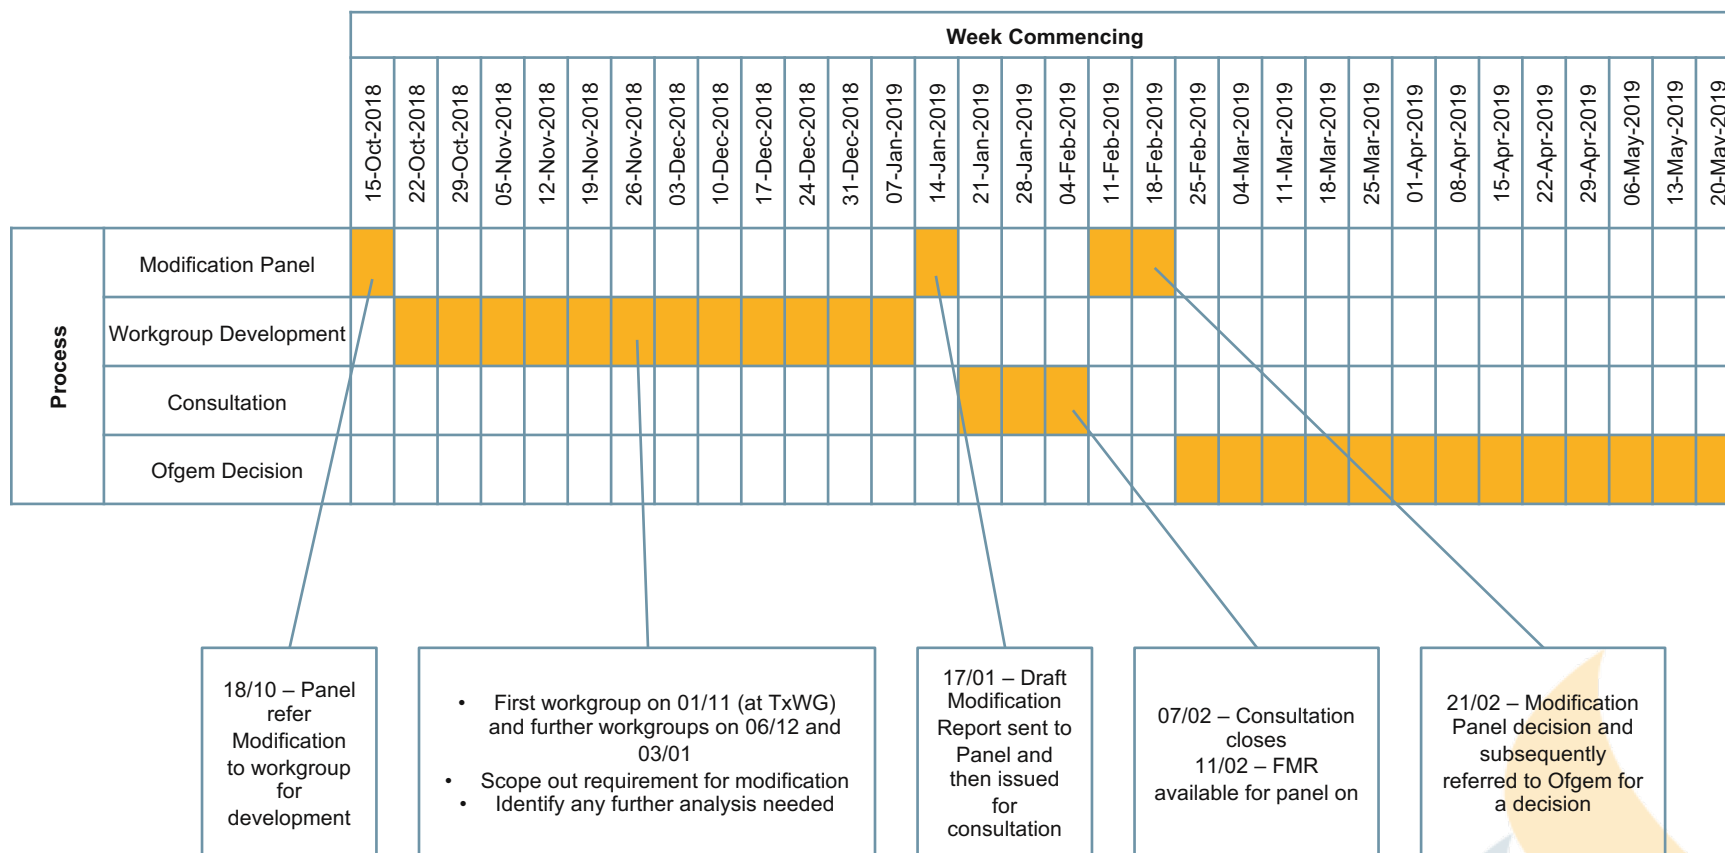 Week Commencing
15-Oct-2018
22-Oct-2018
29-Oct-2018
05-Nov-2018
12-Nov-2018
19-Nov-2018
26-Nov-2018
03-Dec-2018
10-Dec-2018
17-Dec-2018
24-Dec-2018
31-Dec-2018
07-Jan-2019
14-Jan-2019
21-Jan-2019
28-Jan-2019
04-Feb-2019
11-Feb-2019
18-Feb-2019
25-Feb-2019
04-Mar-2019
11-Mar-2019
18-Mar-2019
25-Mar-2019
01-Apr-2019
08-Apr-2019
15-Apr-2019
22-Apr-2019
29-Apr-2019
06-May-2019
13-May-2019
20-May-2019
Process
Modification Panel
Workgroup Development
Consultation
Ofgem Decision
18/10 – Panel
refer
Modification
to workgroup
for
development
• First workgroup on 01/11 (at TxWG)
and further workgroups on 06/12 and
03/01
• Scope out requirement for modification
• Identify any further analysis needed
17/01 – Draft
Modification
Report sent to
Panel and
then issued
for
consultation
07/02 – Consultation
closes
11/02 – FMR
available for panel on
21/02 – Modification
Panel decision and
subsequently
referred to Ofgem for
a decision